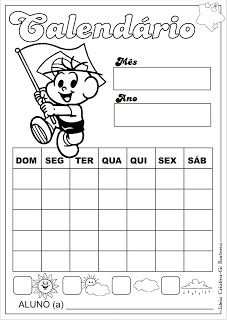 Calendário
Mês
Ano
DOM SEG TER QUA QUI SEX SÁB
ALUNO (a)